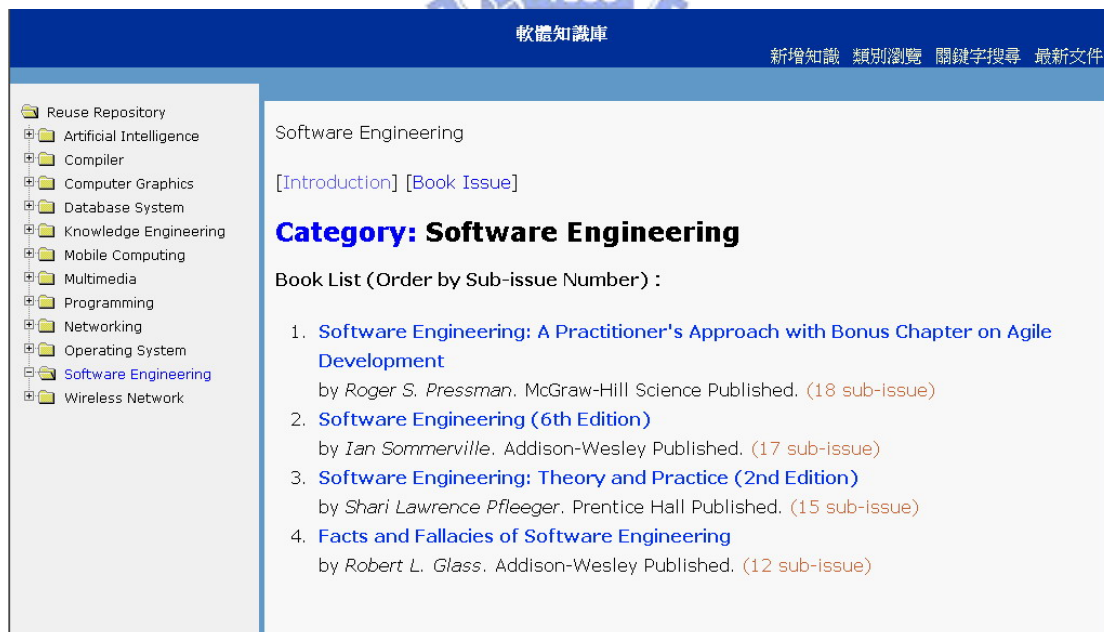 軟體知識庫
新增知識 類別瀏覽 關鍵字搜尋 最新文件
Reuse Repository
Artificial Intelligence
Compiler
Computer Graphics
Database System
Knowledge Engineering
Mobile Computing
Multimedia
Programming
Networking
Operating System
Software Engineering
Wireless Network
Software Engineering
[Introduction] [Book Issue]
Category: Software Engineering
Book List (Order by Sub-issue Number) :
1. Software Engineering: A Practitioner's Approach with Bonus Chapter on Agile
Development
by Roger S. Pressman. McGraw-Hill Science Published. (18 sub-issue)
2. Software Engineering (6th Edition)
by Ian Sommerville. Addison-Wesley Published. (17 sub-issue)
3. Software Engineering: Theory and Practice (2nd Edition)
by Shari Lawrence Pfleeger. Prentice Hall Published. (15 sub-issue)
4. Facts and Fallacies of Software Engineering
by Robert L. Glass. Addison-Wesley Published. (12 sub-issue)